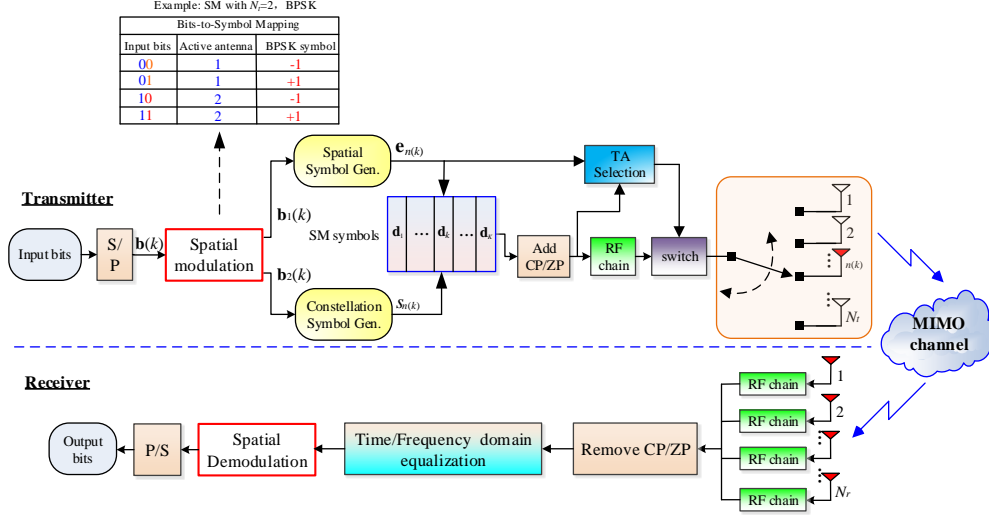 Example: SM with Nt=2, BPSK
Bits-to-Symbol Mapping
Input bits Active antenna BPSK symbol
00 1 -1
01 1 +1
10 2 -1
11 2 +1
Transmitter
Input bits
S/
P
b(k)
Spatial
modulation
b1(k)
b2(k)
Spatial
Symbol Gen.
en(k)
Constellation
Symbol Gen.
sn(k)
SM symbols
d1 ... dk ... dK
Add
CP/ZP
TA
Selection
RF
chain
switch
1
2
n(k)
Nt
MIMO
channel
Receiver
Output
bits
P/S
Spatial
Demodulation
Time/Frequency domain
equalization
Remove CP/ZP
RF chain
1
RF chain
2
RF chain
RF chain
Nr